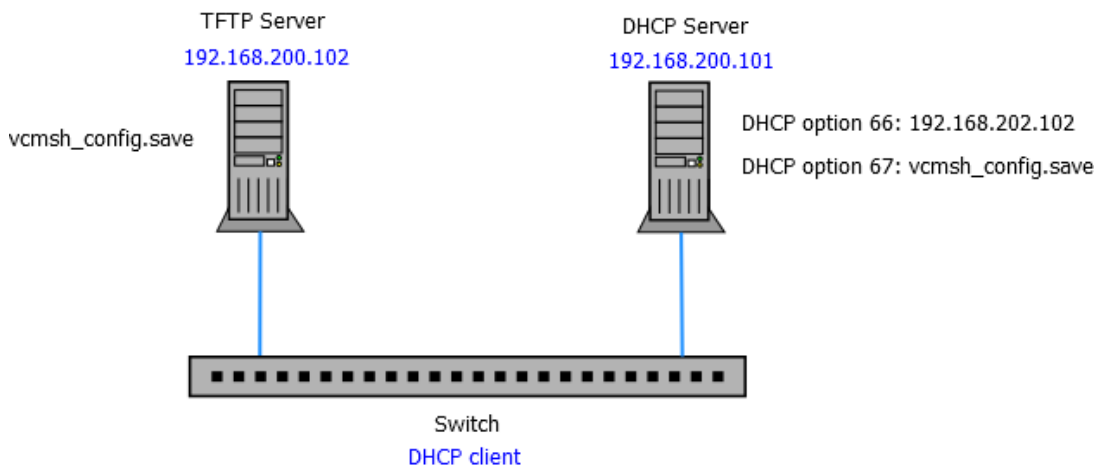 TFTP Server
192.168.200.102
vcmsh_config.save
DHCP Server
192.168.200.101
DHCP option 66: 192.168.202.102
DHCP option 67: vcmsh_config.save
Switch
DHCP client